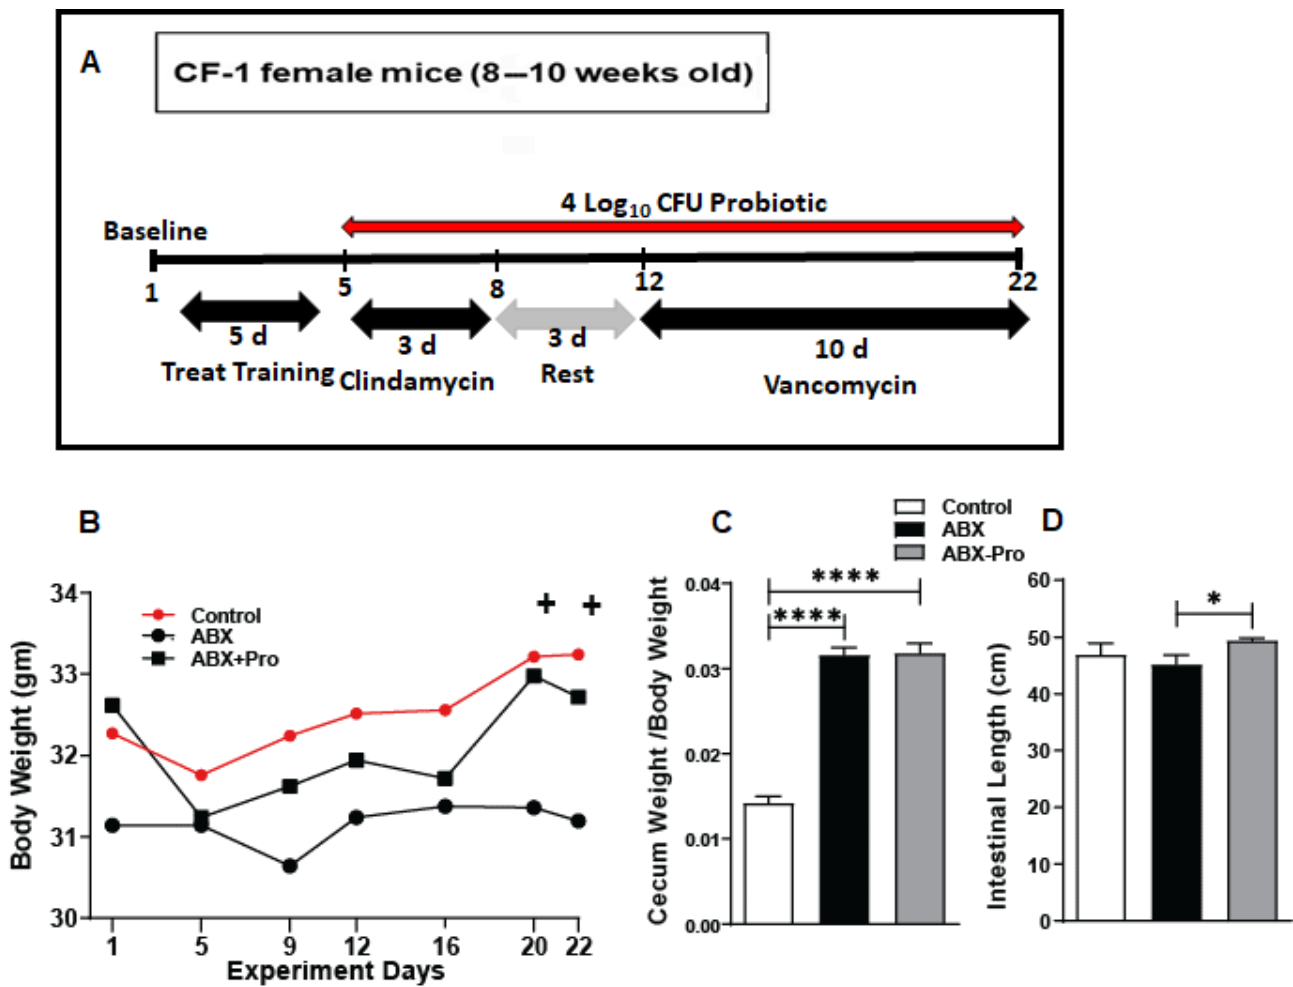 A
CF-1 female mice (8–10 weeks old)
4 Log₁₀ CFU Probiotic
Baseline
1
5
8
12
22
5 d
Treat Training
3 d
Clindamycin
3 d
Rest
10 d
Vancomycin
B
Body Weight (gm)
34
33
32
31
30
Control
ABX
ABX+Pro
+ +
1 5 9 12 16 20 22
Experiment Days
C
Control
ABX
ABX-Pro
Cecum Weight /Body Weight
0.04
0.03
0.02
0.01
0.00
****
****
D
Intestinal Length (cm)
60
50
40
30
20
10
0
*